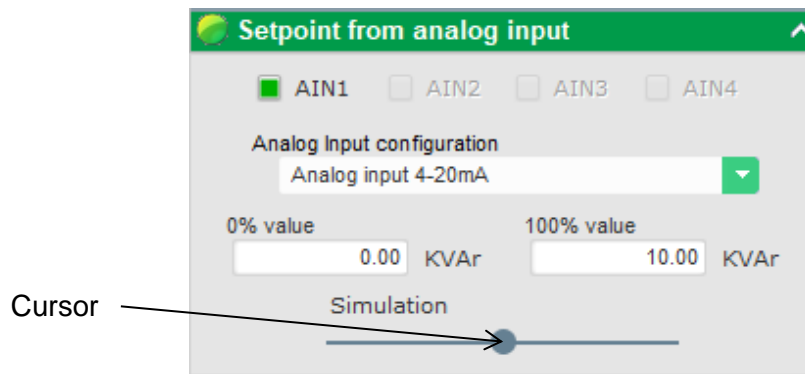 Setpoint from analog input
AIN1 AIN2 AIN3 AIN4
Analog Input configuration
Analog input 4-20mA
0% value 100% value
0.00 KVAr 10.00 KVAr
Cursor
Simulation